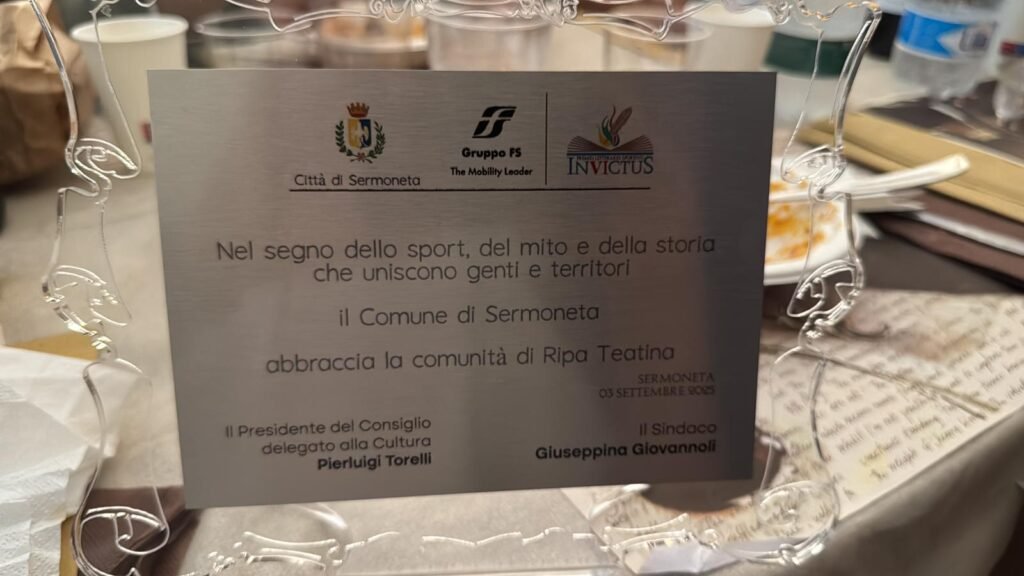 Città di Sermoneta
Gruppo FS
The Mobility Leader
INVICTUS
Nel segno dello sport, del mito e della storia
che uniscono genti e territori
il Comune di Sermoneta
abbraccia la comunità di Ripa Teatina
SERMONETA
03 SETTEMBRE 2025
Il Presidente del Consiglio
delegato alla Cultura
Pierluigi Torelli
Il Sindaco
Giuseppina Giovannoli